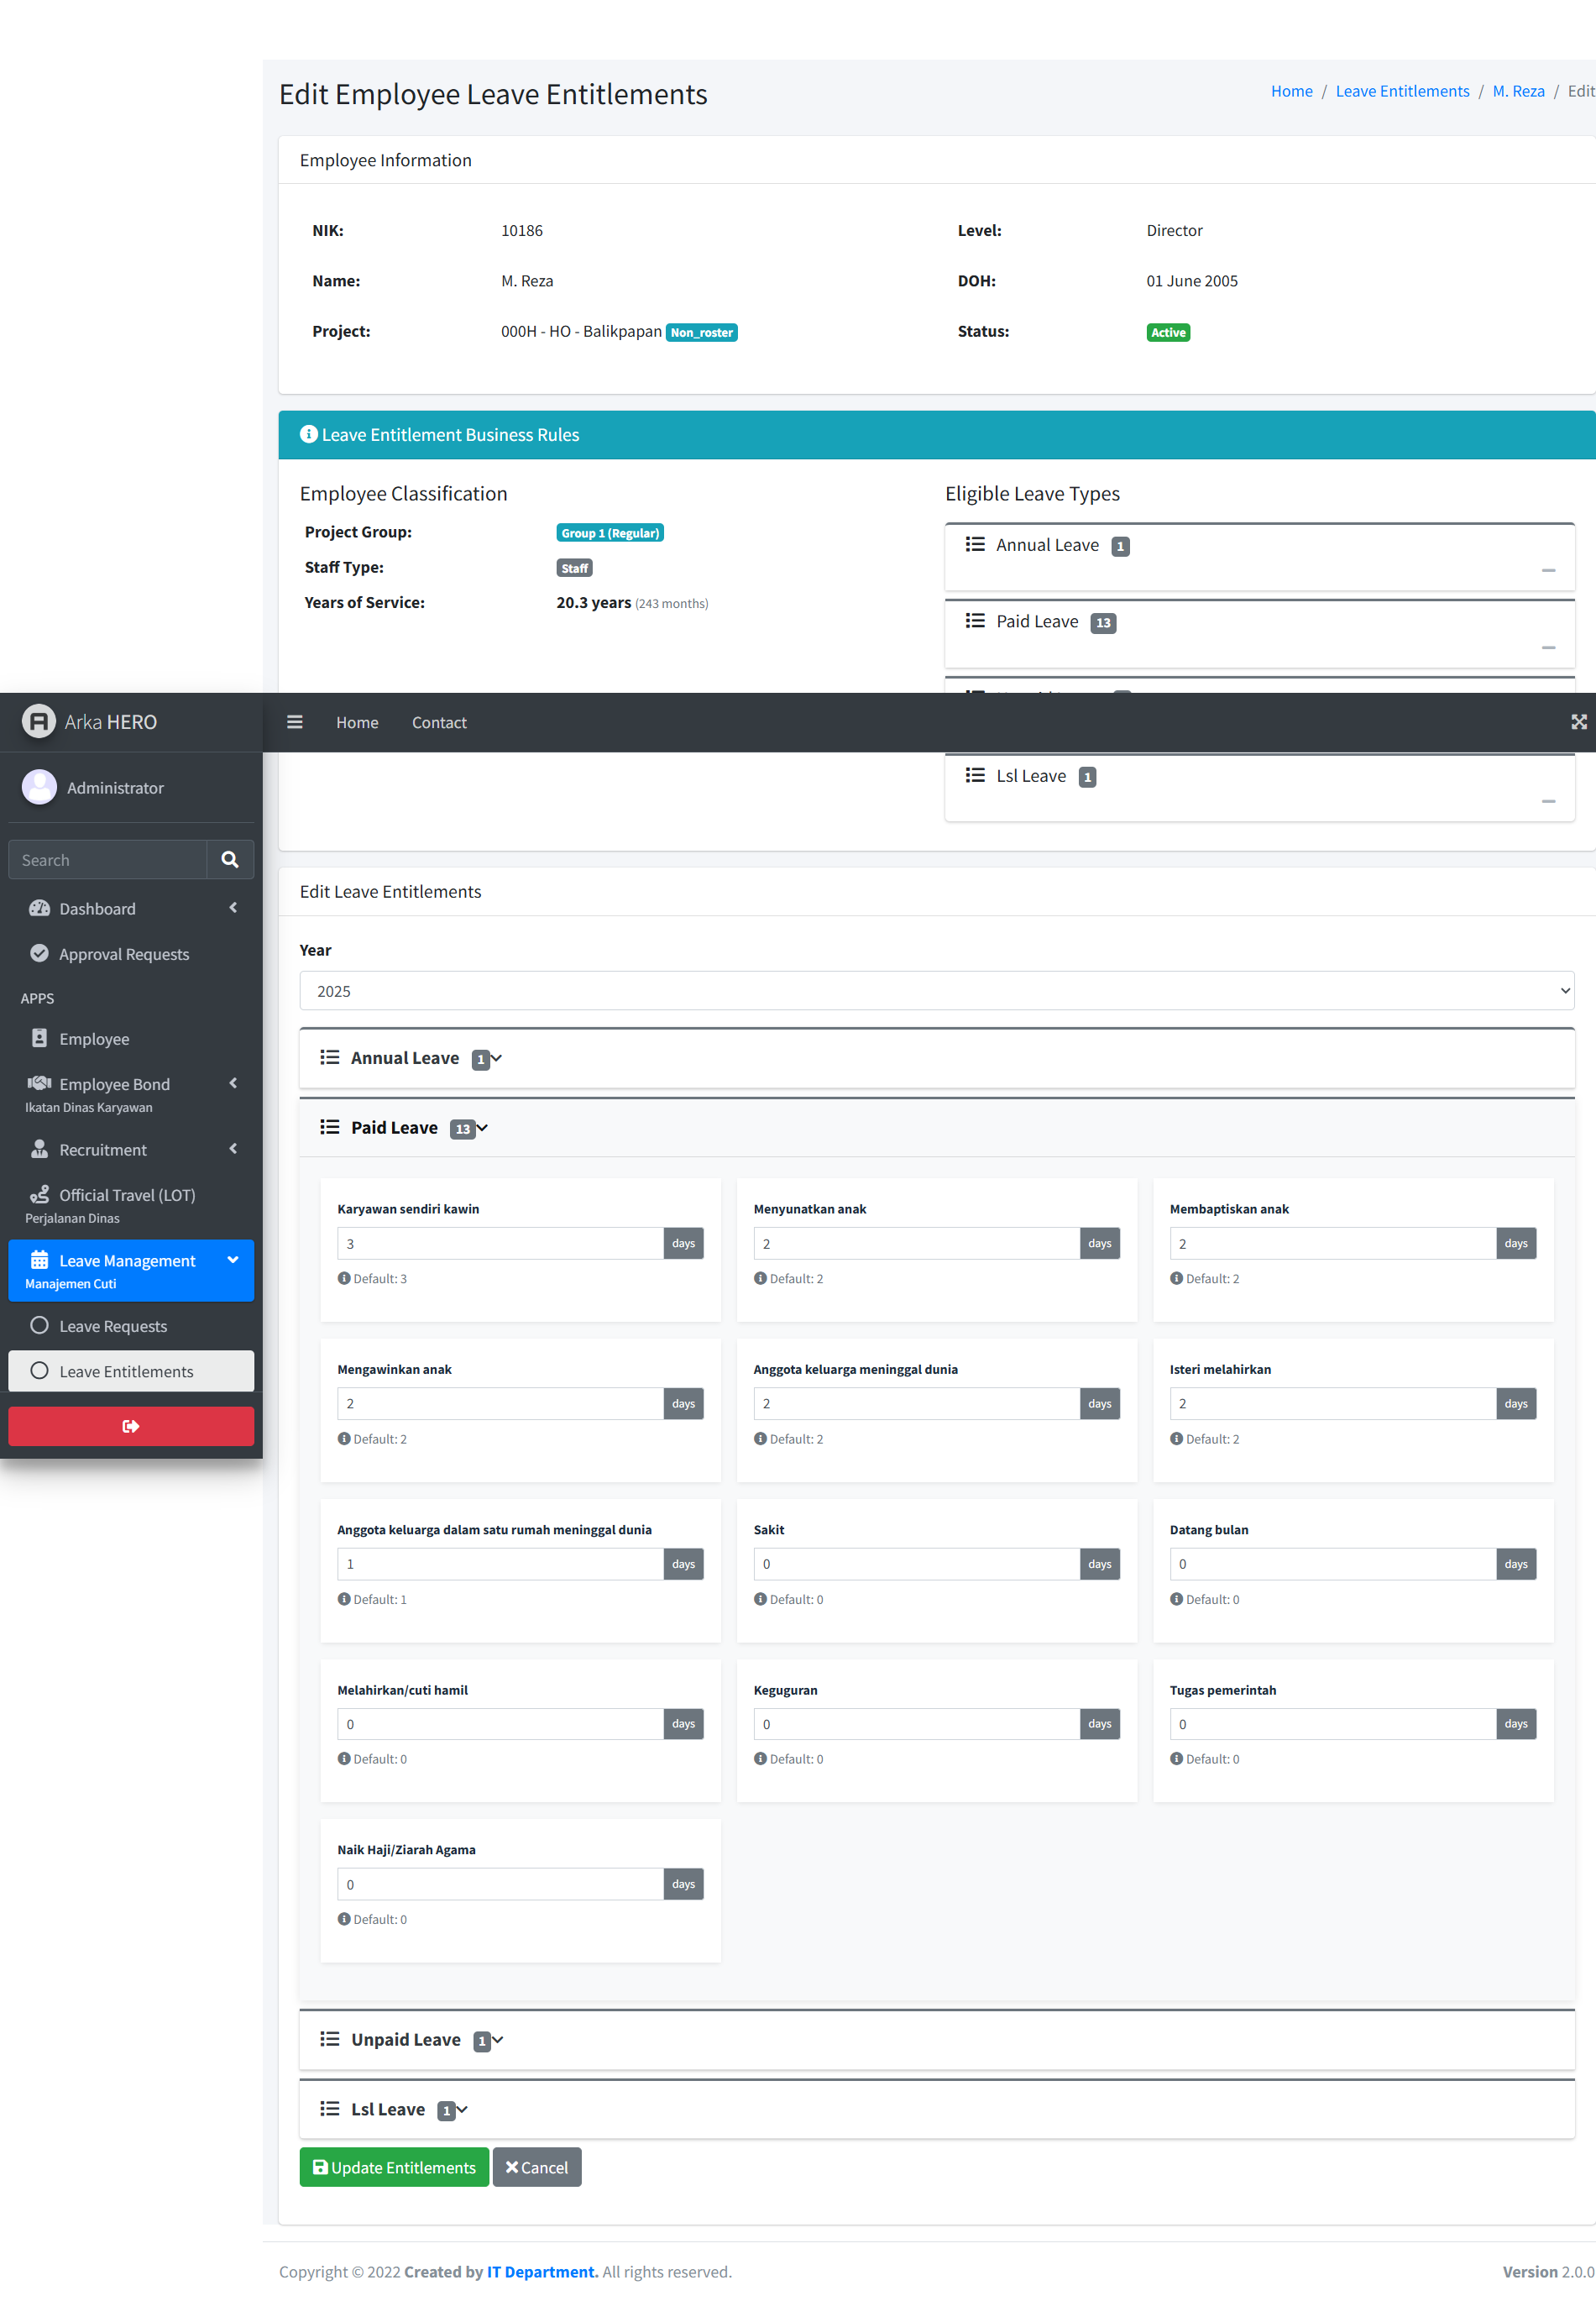 Edit Employee Leave Entitlements
Home / Leave Entitlements / M. Reza / Edit
Employee Information
NIK: 10186 Level: Director
Name: M. Reza DOH: 01 June 2005
Project: 000H - HO - Balikpapan Non_roster Status: Active
Leave Entitlement Business Rules
Employee Classification
Project Group: Group 1 (Regular)
Staff Type: Staff
Years of Service: 20.3 years (243 months)
Eligible Leave Types
Annual Leave 1
Paid Leave 13
Arka HERO
Home Contact
Lsl Leave 1
Administrator
Search
Dashboard
Approval Requests
APPS
Employee
Employee Bond
Ikatan Dinas Karyawan
Recruitment
Official Travel (LOT)
Perjalanan Dinas
Leave Management
Manajemen Cuti
Leave Requests
Leave Entitlements
Edit Leave Entitlements
Year
2025
Annual Leave 1
Paid Leave 13
Karyawan sendiri kawin
3 days
Default: 3
Menyunatkan anak
2 days
Default: 2
Membaptiskan anak
2 days
Default: 2
Mengawinkan anak
2 days
Default: 2
Anggota keluarga meninggal dunia
2 days
Default: 2
Isteri melahirkan
2 days
Default: 2
Anggota keluarga dalam satu rumah meninggal dunia
1 days
Default: 1
Sakit
0 days
Default: 0
Datang bulan
0 days
Default: 0
Melahirkan/cuti hamil
0 days
Default: 0
Keguguran
0 days
Default: 0
Tugas pemerintah
0 days
Default: 0
Naik Haji/Ziarah Agama
0 days
Default: 0
Unpaid Leave 1
Lsl Leave 1
Update Entitlements Cancel
Copyright © 2022 Created by IT Department. All rights reserved.
Version 2.0.0